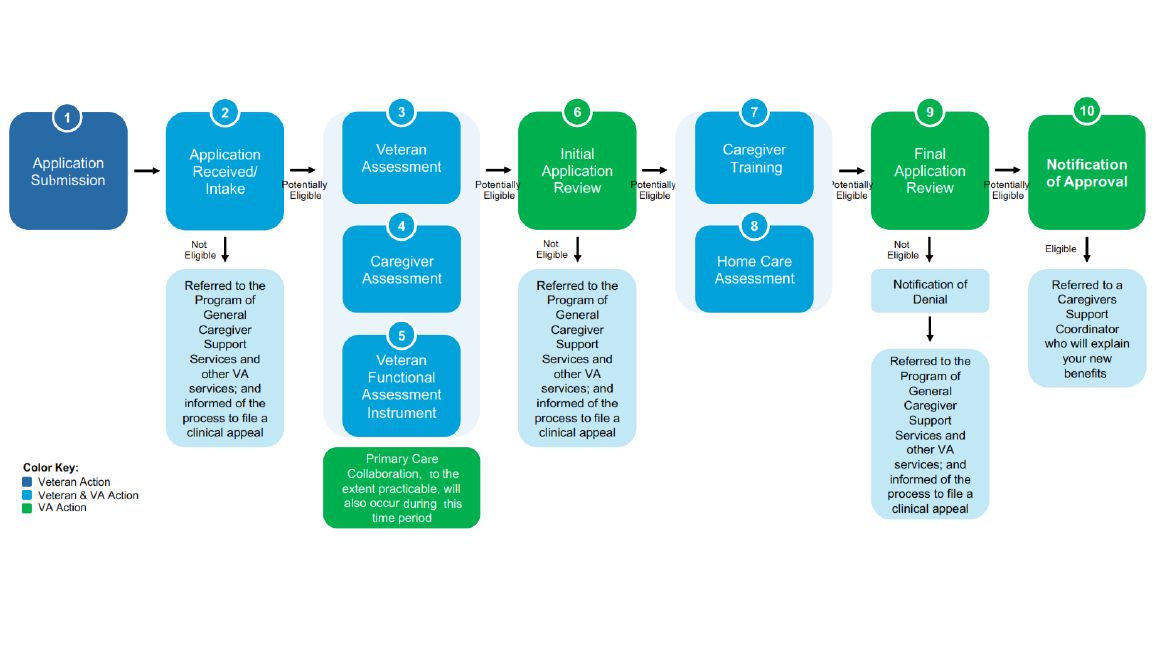 1
Application
Submission
2
Application
Received/
Intake
Potentially
Eligible
Not
Eligible
Referred to the
Program of
General
Caregiver
Support
Services and
other VA
services; and
informed of the
process to file a
clinical appeal
3
Veteran
Assessment
4
Caregiver
Assessment
5
Veteran
Functional
Assessment
Instrument
Primary Care
Collaboration, to the
extent practicable, will
also occur during this
time period
Potentially
Eligible
6
Initial
Application
Review
Potentially
Eligible
Not
Eligible
Referred to the
Program of
General
Caregiver
Support
Services and
other VA
services; and
informed of the
process to file a
clinical appeal
7
Caregiver
Training
8
Home Care
Assessment
Potentially
Eligible
9
Final
Application
Review
Potentially
Eligible
Not
Eligible
Notification of
Denial
Referred to the
Program of
General
Caregiver
Support
Services and
other VA
services; and
informed of the
process to file a
clinical appeal
10
Notification
of Approval
Eligible
Referred to a
Caregivers
Support
Coordinator
who will explain
your new
benefits
Color Key:
Veteran Action
Veteran & VA Action
VA Action